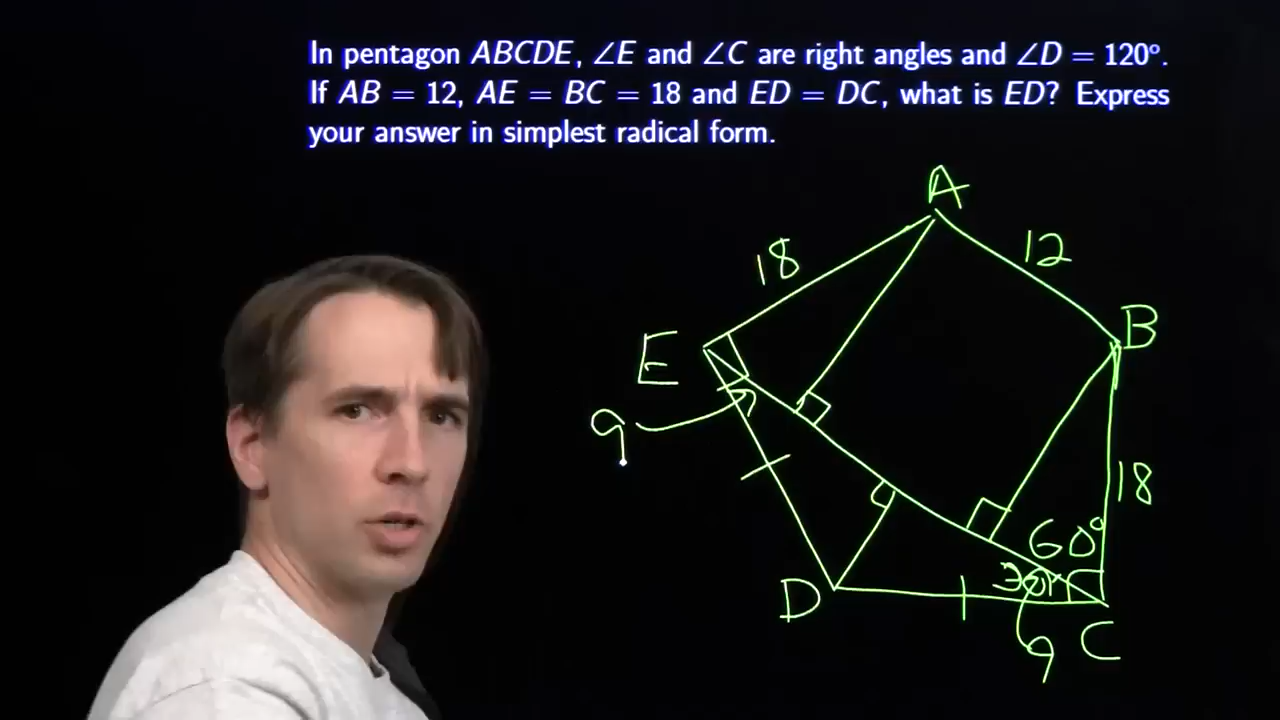 In pentagon ABCDE, ∠E and ∠C are right angles and ∠D = 120°.
If AB = 12, AE = BC = 18 and ED = DC, what is ED? Express
your answer in simplest radical form.
A
18
12
E
B
9
18
60°
30°
D
9
C